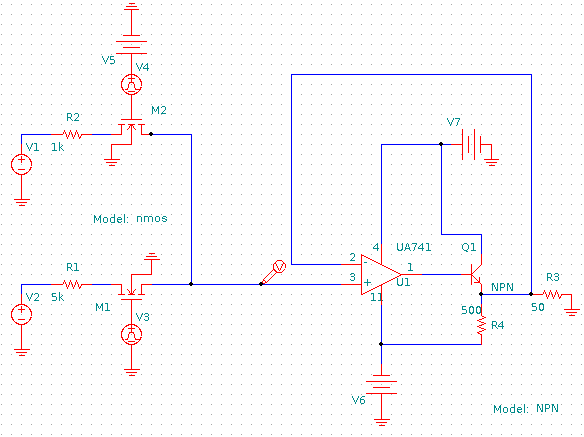 V5
V4
R2
M2
V1
1k
V7
Model: nmos
4
UA741
Q1
2
-
1
3
+
U1
R1
V2
5k
M1
11
NPN
R3
V3
500
50
R4
V
V6
Model: NPN